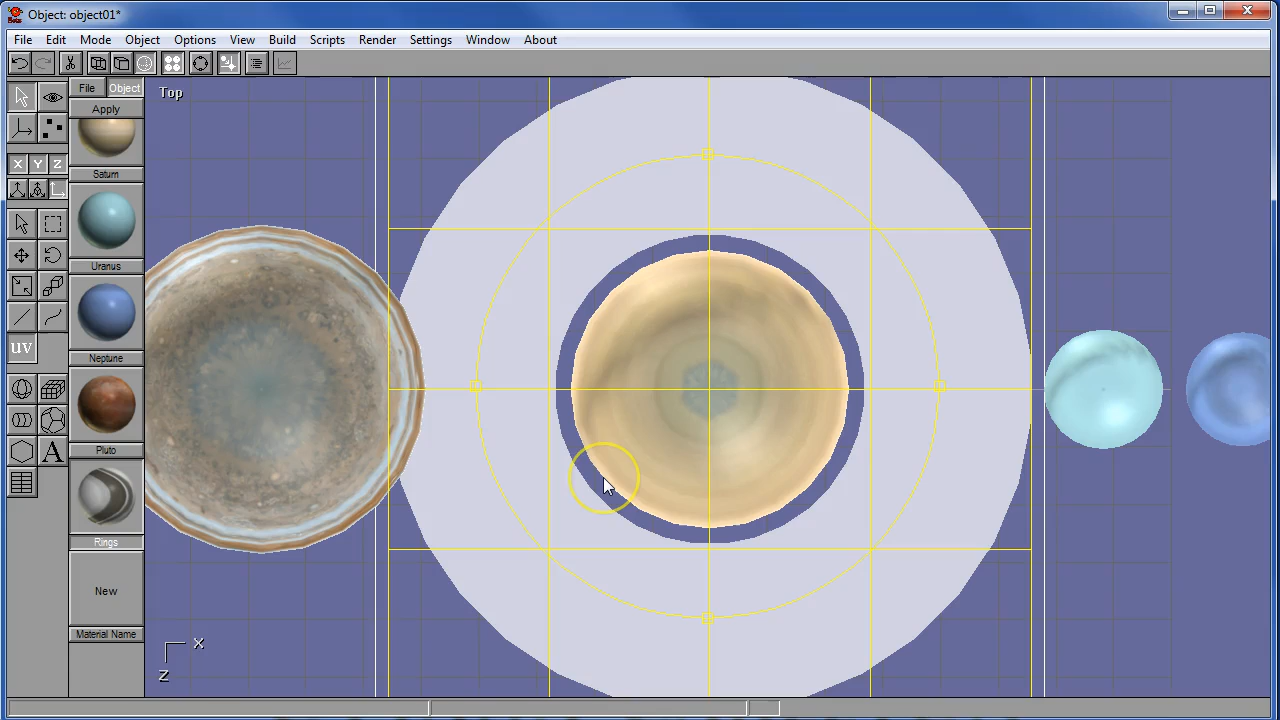 Object: object01*
File Edit Mode Object Options View Build Scripts Render Settings Window About
File Object
Apply
Top
X Y Z
Saturn
Uranus
UV
Neptune
Pluto
A
Rings
New
Material Name
X
Z